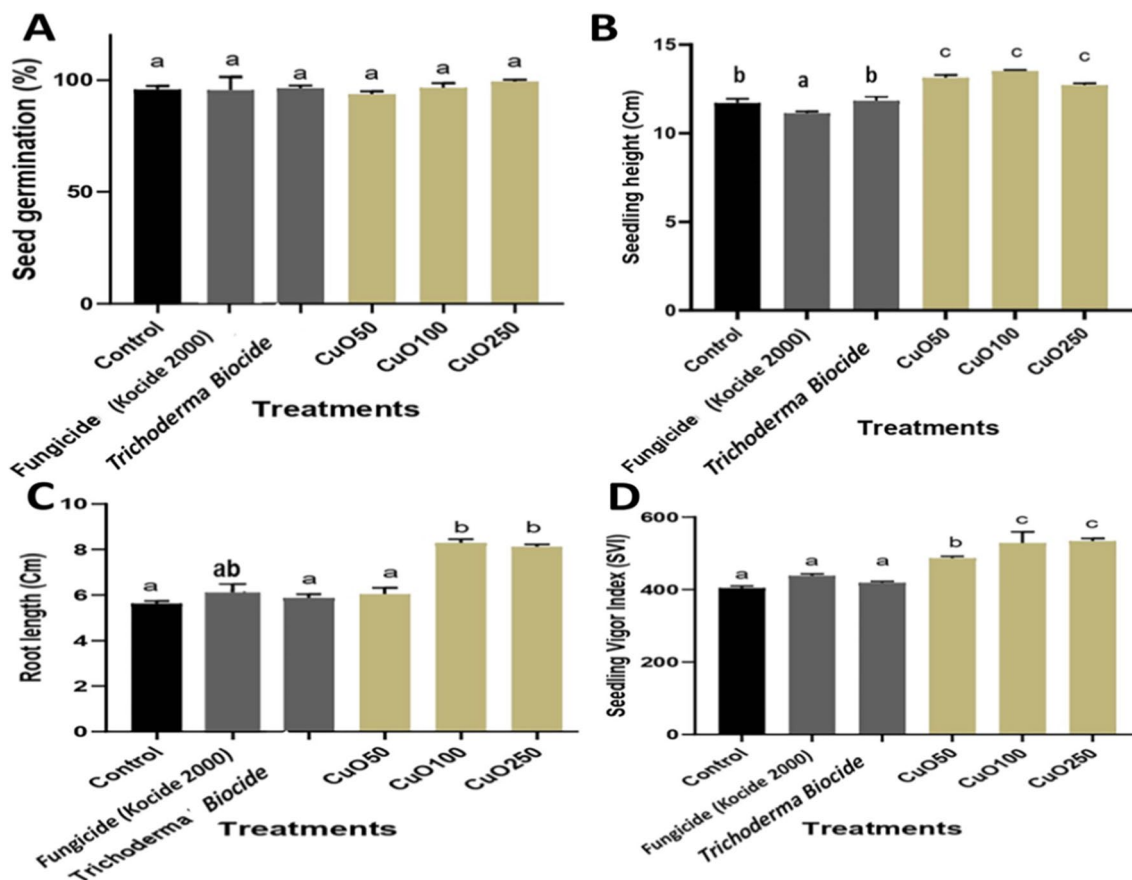 A
Seed germination (%)
100
50
0
a a a a a a
Control
Fungicide (Kocide 2000)
Trichoderma Biocide
CuO50
CuO100
CuO250
Treatments
B
Seedling height (Cm)
15
10
5
0
b a b c c c
Control
Fungicide (Kocide 2000)
Trichoderma Biocide
CuO50
CuO100
CuO250
Treatments
C
Root length (Cm)
10
8
6
4
2
0
a ab a a b b
Control
Fungicide (Kocide 2000)
Trichoderma Biocide
CuO50
CuO100
CuO250
Treatments
D
Seedling Vigor Index (SVI)
600
400
200
0
a a a b c c
Control
Fungicide (Kocide 2000)
Trichoderma Biocide
CuO50
CuO100
CuO250
Treatments